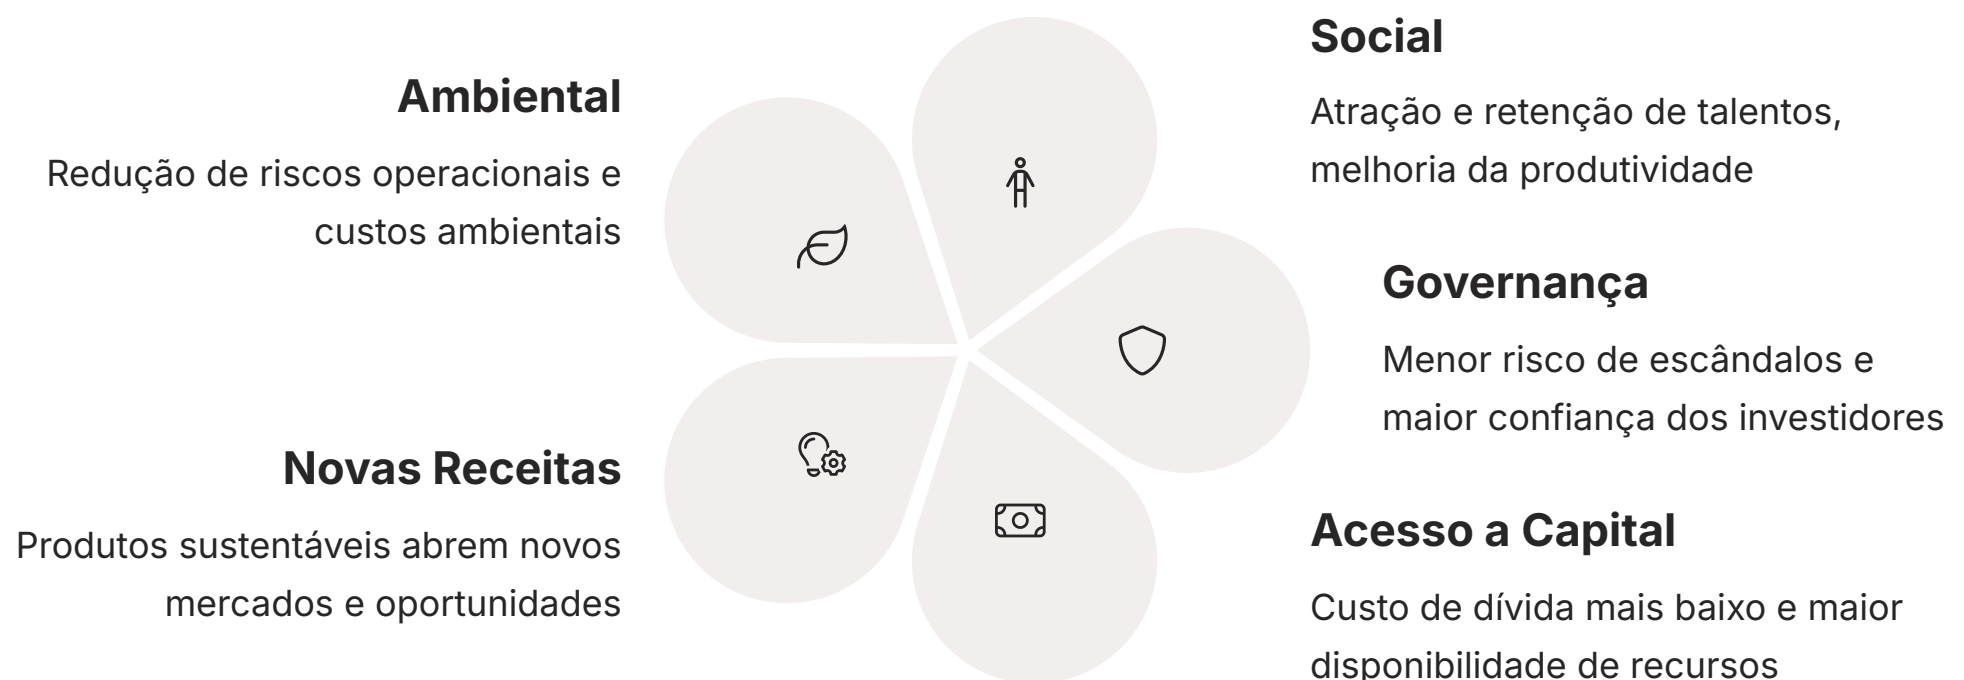 Ambiental
Redução de riscos operacionais e
custos ambientais
Social
Atração e retenção de talentos,
melhoria da produtividade
Governança
Menor risco de escândalos e
maior confiança dos investidores
Acesso a Capital
Custo de dívida mais baixo e maior
disponibilidade de recursos
Novas Receitas
Produtos sustentáveis abrem novos
mercados e oportunidades